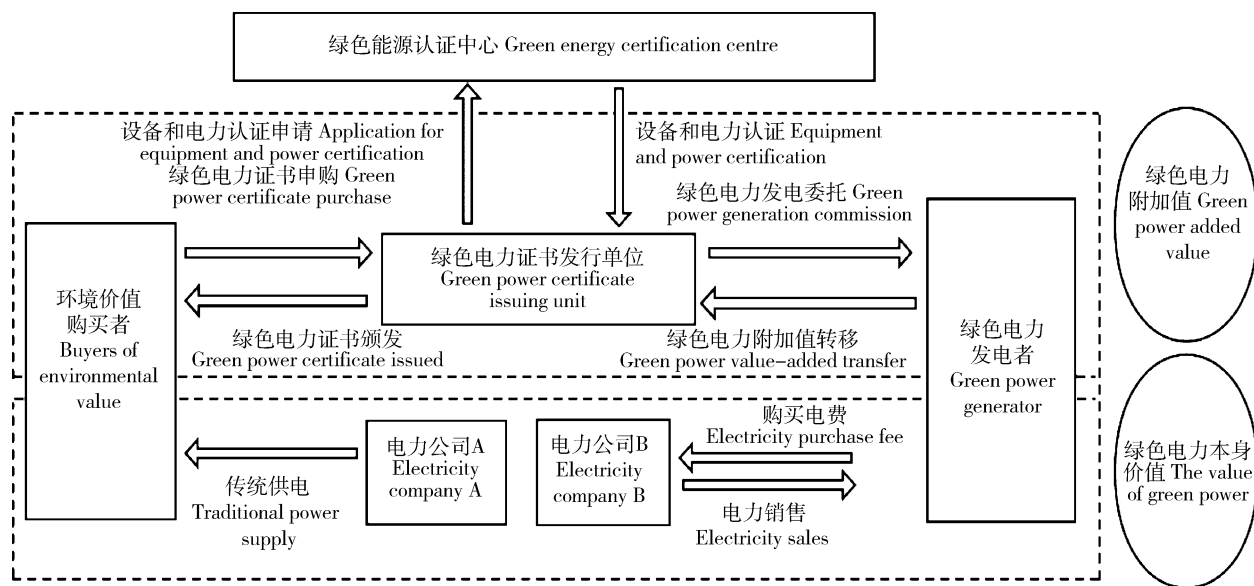 绿色能源认证中心 Green energy certification centre
设备和电力认证申请 Application for
equipment and power certification
绿色电力证书申购 Green
power certificate purchase
设备和电力认证 Equipment
and power certification
绿色电力发电委托 Green
power generation commission
绿色电力
附加值 Green
power added
value
环境价值
购买者
Buyers of
environmental
value
绿色电力证书发行单位
Green power certificate
issuing unit
绿色电力证书颁发
Green power certificate issued
绿色电力附加值转移
Green power value-added transfer
绿色电力
发电者
Green power
generator
电力公司A
Electricity
company A
电力公司B
Electricity
company B
购买电费
Electricity purchase fee
传统供电
Traditional power
supply
电力销售
Electricity sales
绿色电力本身
价值 The value
of green power